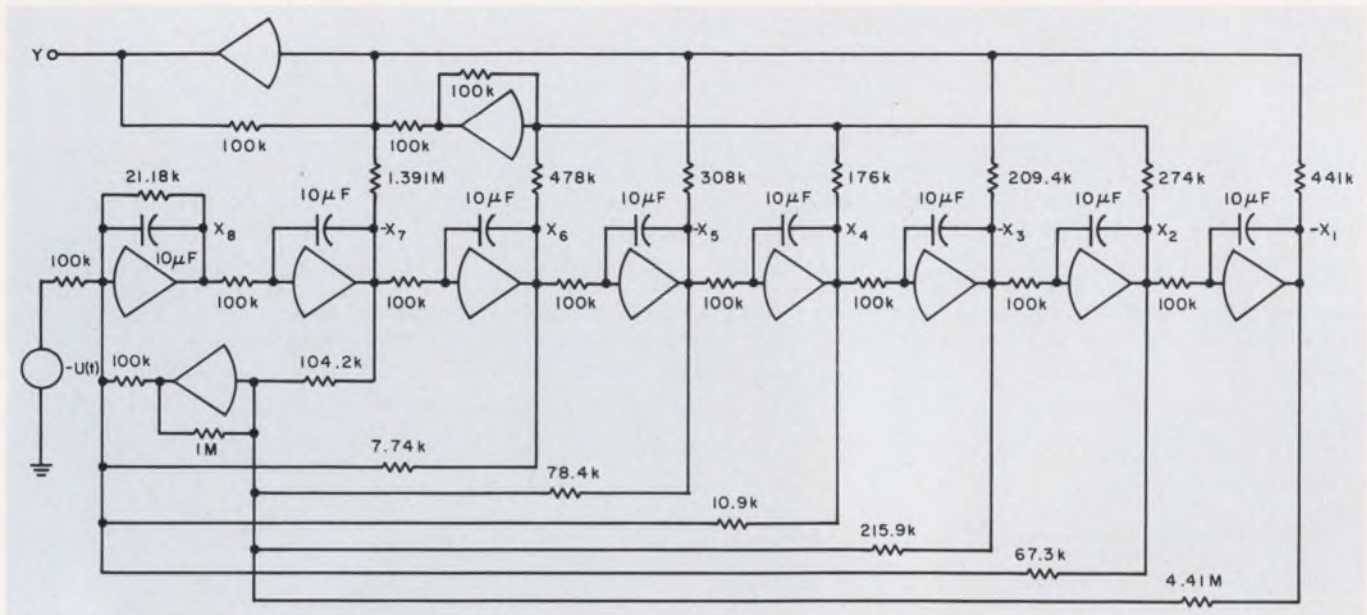 Y
100k
100k
100k
21.18k
1.391M
478k
308k
176k
209.4k
274k
441k
10μF
10μF
10μF
10μF
10μF
10μF
10μF
X8
-X7
X6
-X5
X4
-X3
X2
-X1
100k
10μF
100k
100k
100k
100k
100k
100k
100k
-U(t)
100k
104.2k
1M
7.74k
78.4k
10.9k
215.9k
67.3k
4.41M